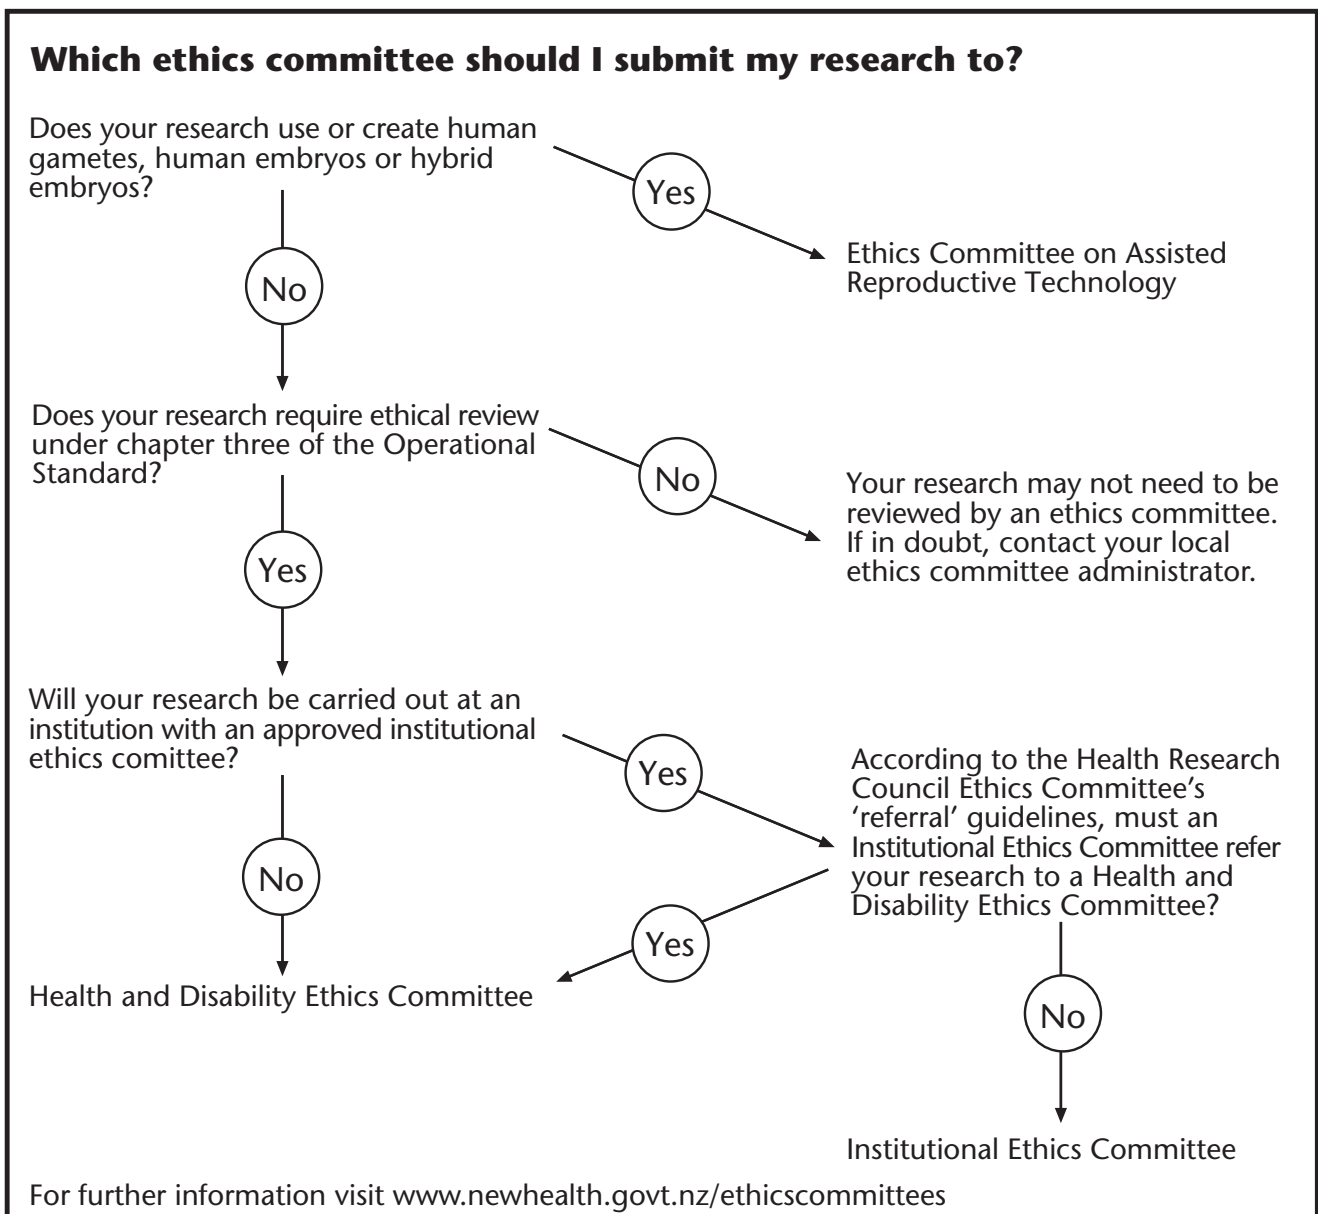 Which ethics committee should I submit my research to?
Does your research use or create human
gametes, human embryos or hybrid
embryos?
Yes
Ethics Committee on Assisted
Reproductive Technology
No
Does your research require ethical review
under chapter three of the Operational
Standard?
No
Your research may not need to be
reviewed by an ethics committee.
If in doubt, contact your local
ethics committee administrator.
Yes
Will your research be carried out at an
institution with an approved institutional
ethics comittee?
Yes
According to the Health Research
Council Ethics Committee’s
‘referral’ guidelines, must an
Institutional Ethics Committee refer
your research to a Health and
Disability Ethics Committee?
No
Yes
Health and Disability Ethics Committee
No
Institutional Ethics Committee
For further information visit www.newhealth.govt.nz/ethicscommittees